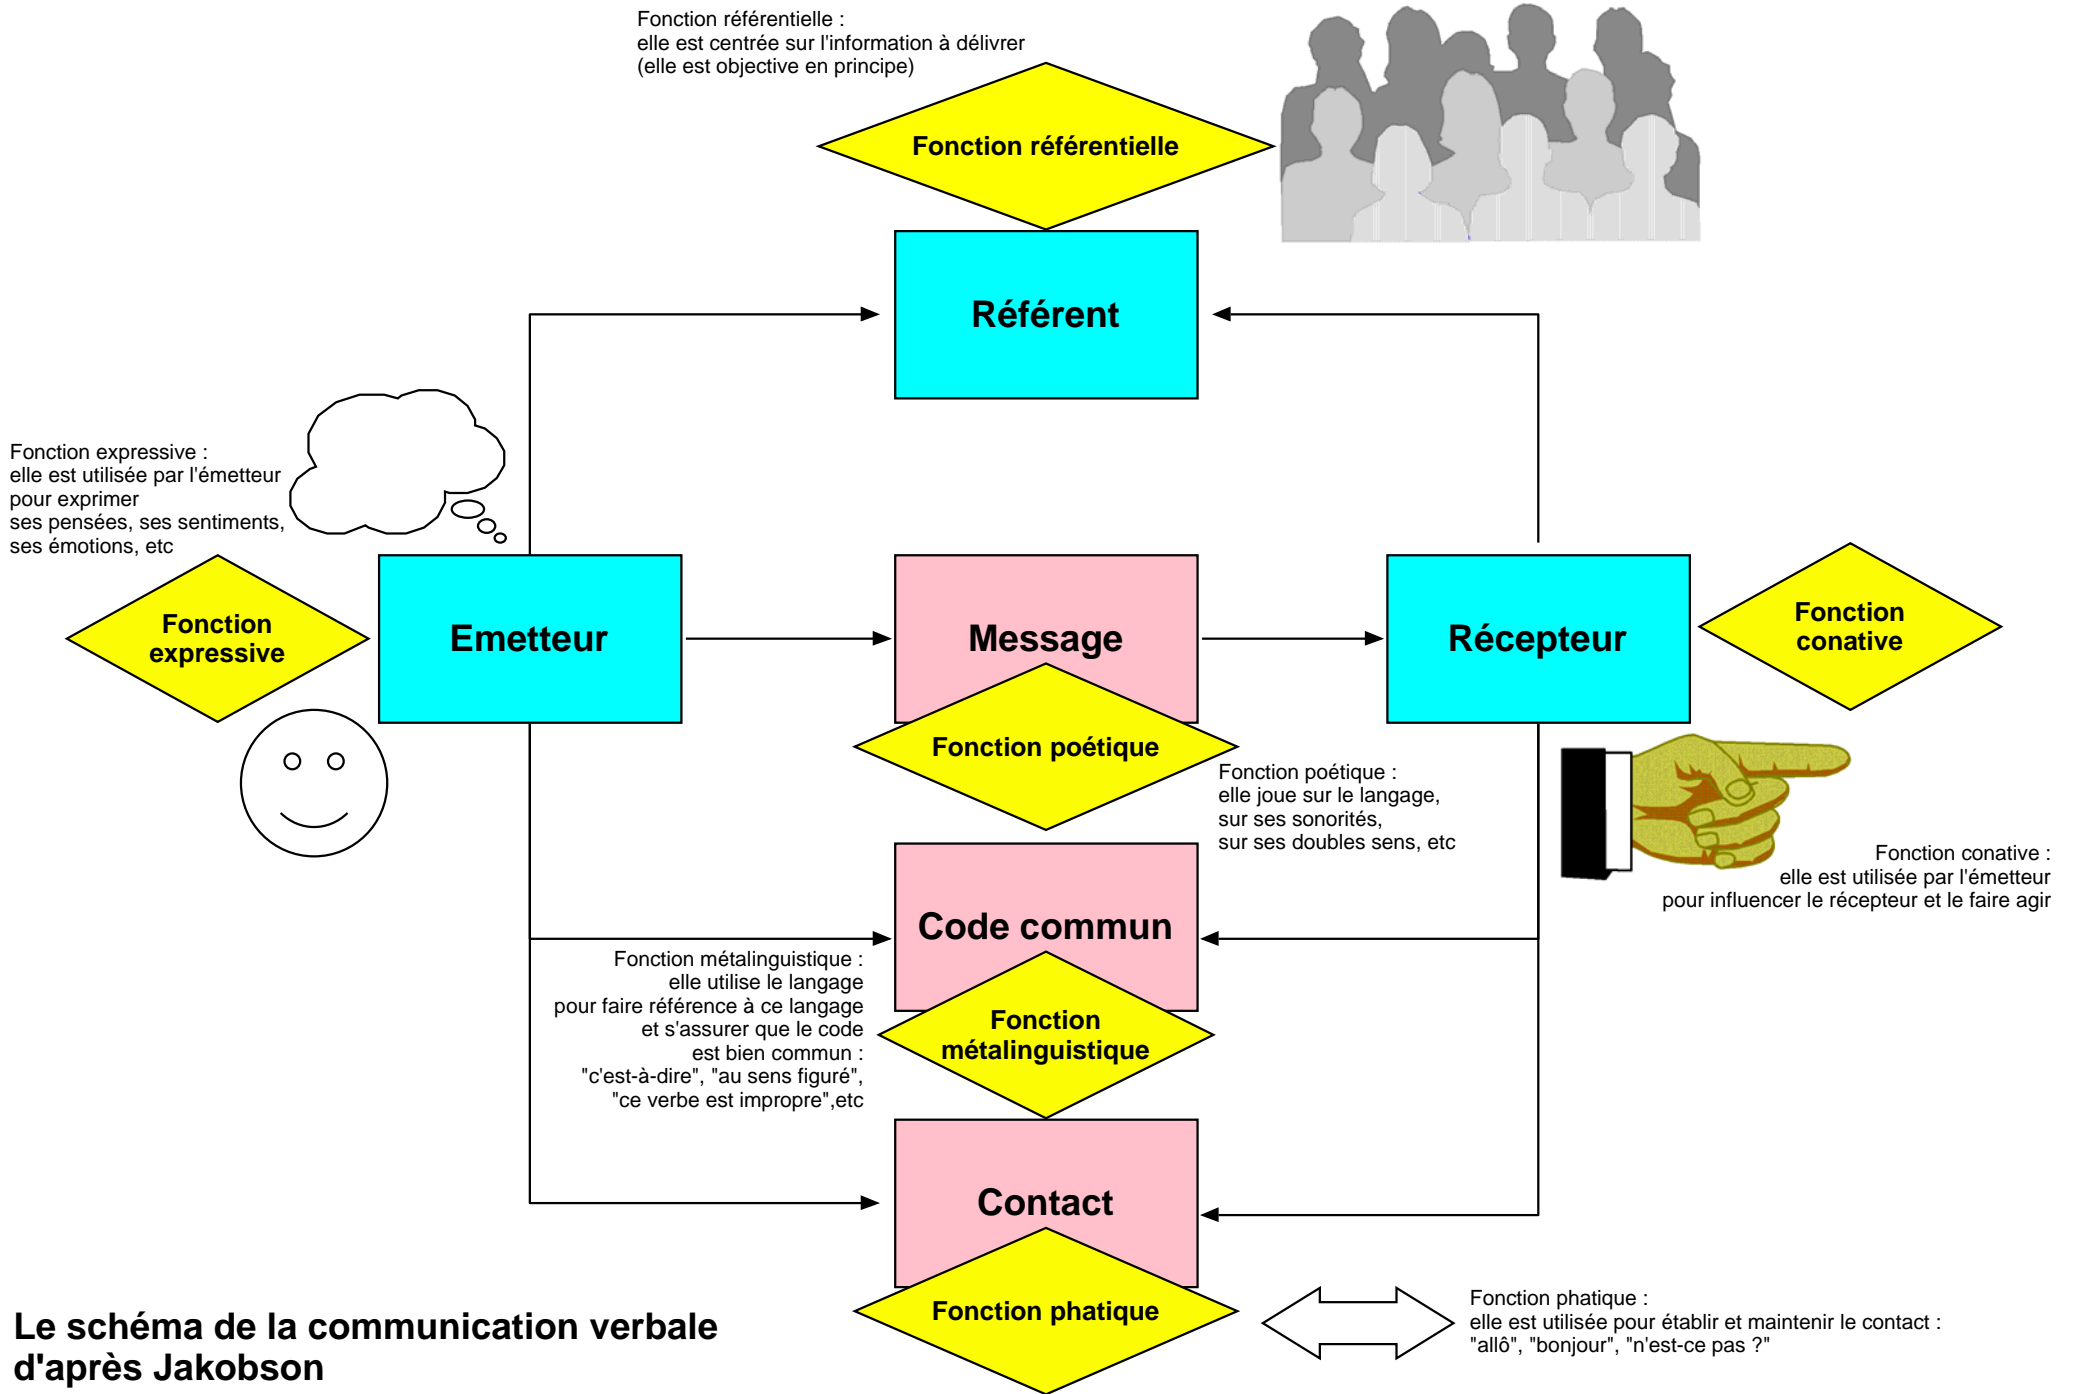 Fonction référentielle :
elle est centrée sur l'information à délivrer
(elle est objective en principe)
Fonction référentielle
Référent
Fonction expressive :
elle est utilisée par l'émetteur
pour exprimer
ses pensées, ses sentiments,
ses émotions, etc
Fonction
expressive
Emetteur
Message
Récepteur
Fonction
conative
Fonction poétique
Fonction poétique :
elle joue sur le langage,
sur ses sonorités,
sur ses doubles sens, etc
Fonction conative :
elle est utilisée par l'émetteur
pour influencer le récepteur et le faire agir
Code commun
Fonction métalinguistique :
elle utilise le langage
pour faire référence à ce langage
et s'assurer que le code
est bien commun :
"c'est-à-dire", "au sens figuré",
"ce verbe est impropre",etc
Fonction
métalinguistique
Contact
Fonction phatique
Fonction phatique :
elle est utilisée pour établir et maintenir le contact :
"allô", "bonjour", "n'est-ce pas ?"
Le schéma de la communication verbale
d'après Jakobson